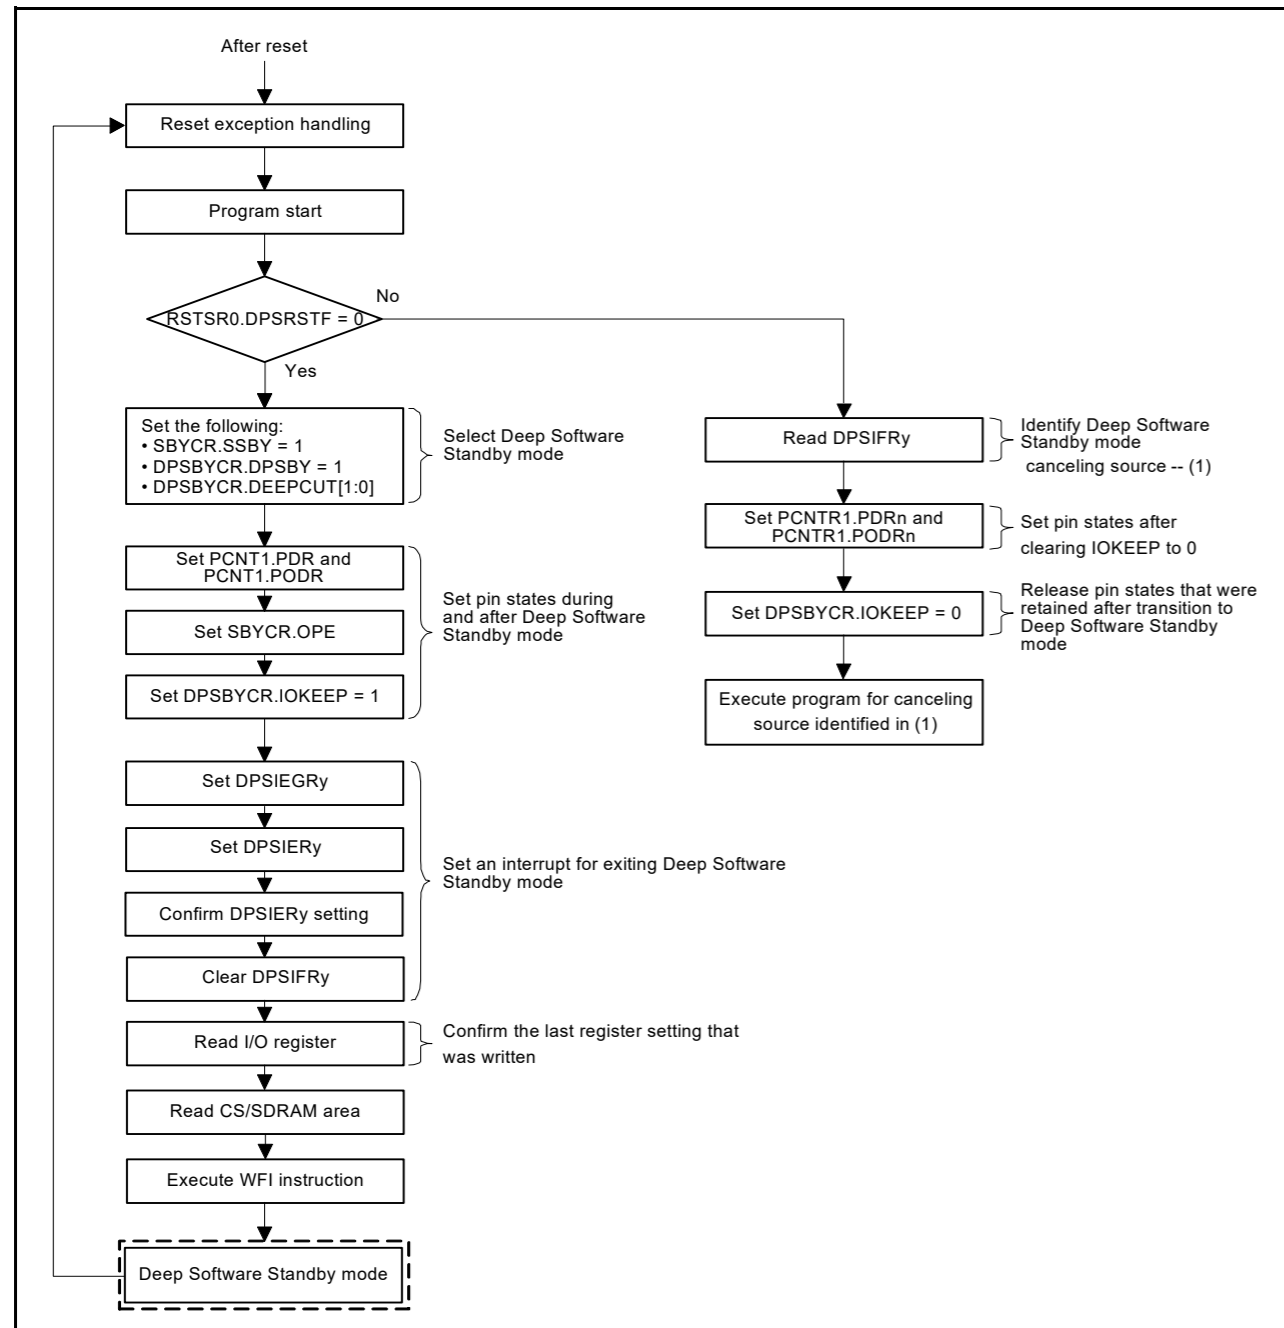 After reset
Reset exception handling
Program start
RSTSR0.DPSRSTF = 0
No
Yes
Set the following:
• SBYCR.SSBY = 1
• DPSBYCR.DPSBY = 1
• DPSBYCR.DEEPCUT[1:0]
Select Deep Software
Standby mode
Set PCNT1.PDR and
PCNT1.PODR
Set SBYCR.OPE
Set DPSBYCR.IOKEEP = 1
Set pin states during
and after Deep Software
Standby mode
Set DPSIEGRy
Set DPSIERy
Confirm DPSIERy setting
Clear DPSIFRy
Set an interrupt for exiting Deep Software
Standby mode
Read I/O register
Confirm the last register setting that
was written
Read CS/SDRAM area
Execute WFI instruction
Deep Software Standby mode
Read DPSIFRy
Identify Deep Software
Standby mode
canceling source -- (1)
Set PCNTR1.PDRn and
PCNTR1.PODRn
Set pin states after
clearing IOKEEP to 0
Set DPSBYCR.IOKEEP = 0
Release pin states that were
retained after transition to
Deep Software Standby
mode
Execute program for canceling
source identified in (1)